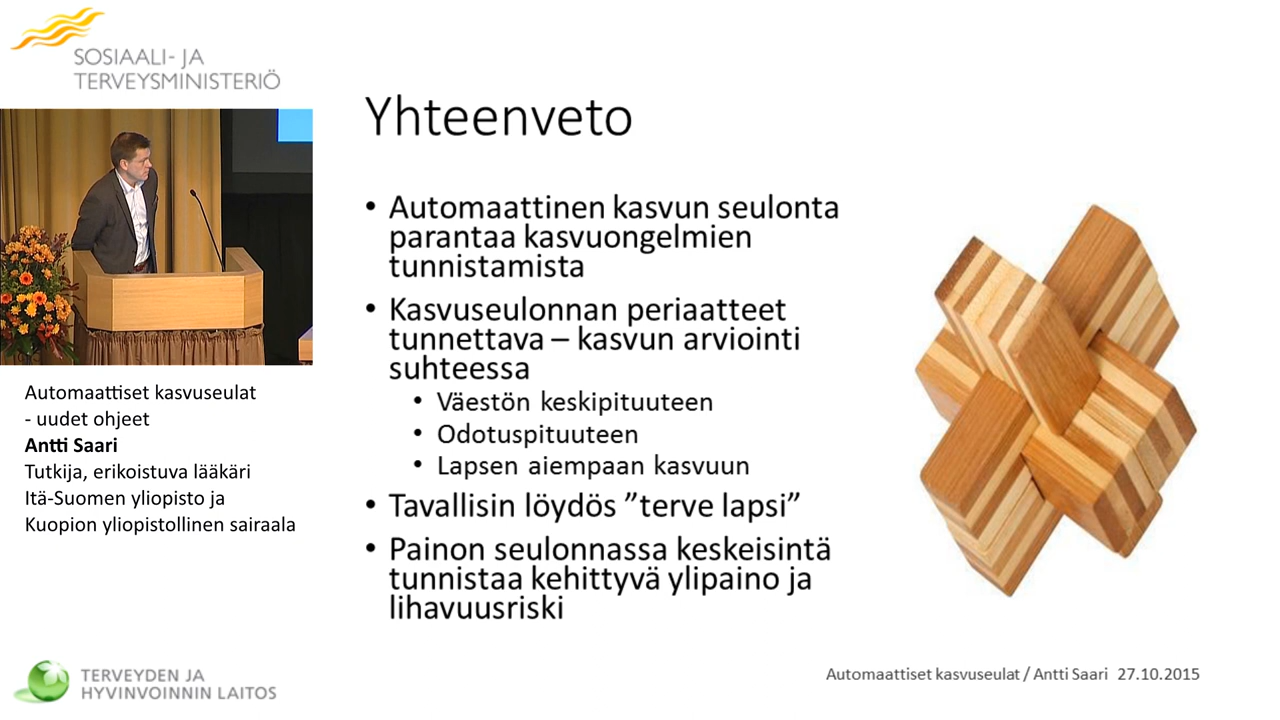 SOSIAALI- JA
TERVEYSMINISTERIÖ
Automaattiset kasvuseulat
- uudet ohjeet
Antti Saari
Tutkija, erikoistuva lääkäri
Itä-Suomen yliopisto ja
Kuopion yliopistollinen sairaala
TERVEYDEN JA
HYVINVOINNIN LAITOS
Yhteenveto
• Automaattinen kasvun seulonta
parantaa kasvuongelmien
tunnistamista
• Kasvuseulonnan periaatteet
tunnettava – kasvun arviointi
suhteessa
• Väestön keskipituuteen
• Odotuspituuteen
• Lapsen aiempaan kasvuun
• Tavallisin löydös ”terve lapsi”
• Painon seulonnassa keskeisintä
tunnistaa kehittyvä ylipaino ja
lihavuusriski
Automaattiset kasvuseulat / Antti Saari 27.10.2015